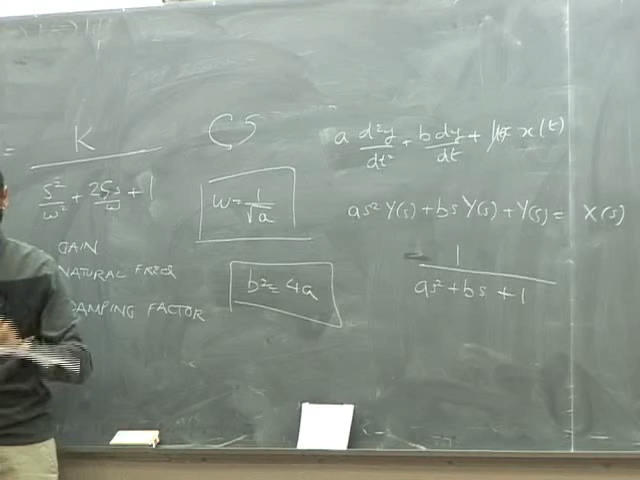 = K / (s²/ω² + 2ζs/ω + 1)
GAIN
NATURAL FREQ
DAMPING FACTOR
CS
ω = 1/√a
b² = 4a
a d²y/dt² + b dy/dt + y = x(t)
as² Y(s) + bs Y(s) + Y(s) = X(s)
= 1 / (as² + bs + 1)